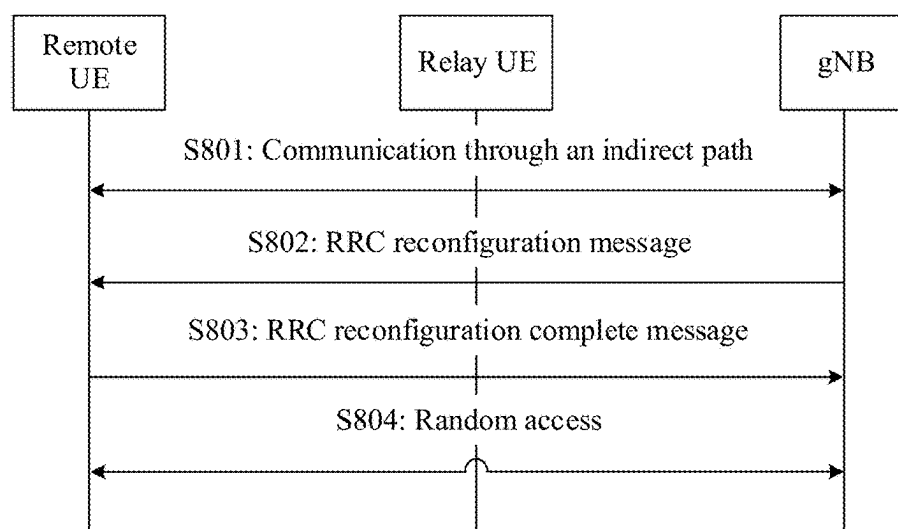 Remote
UE
Relay UE
gNB
S801: Communication through an indirect path
S802: RRC reconfiguration message
S803: RRC reconfiguration complete message
S804: Random access